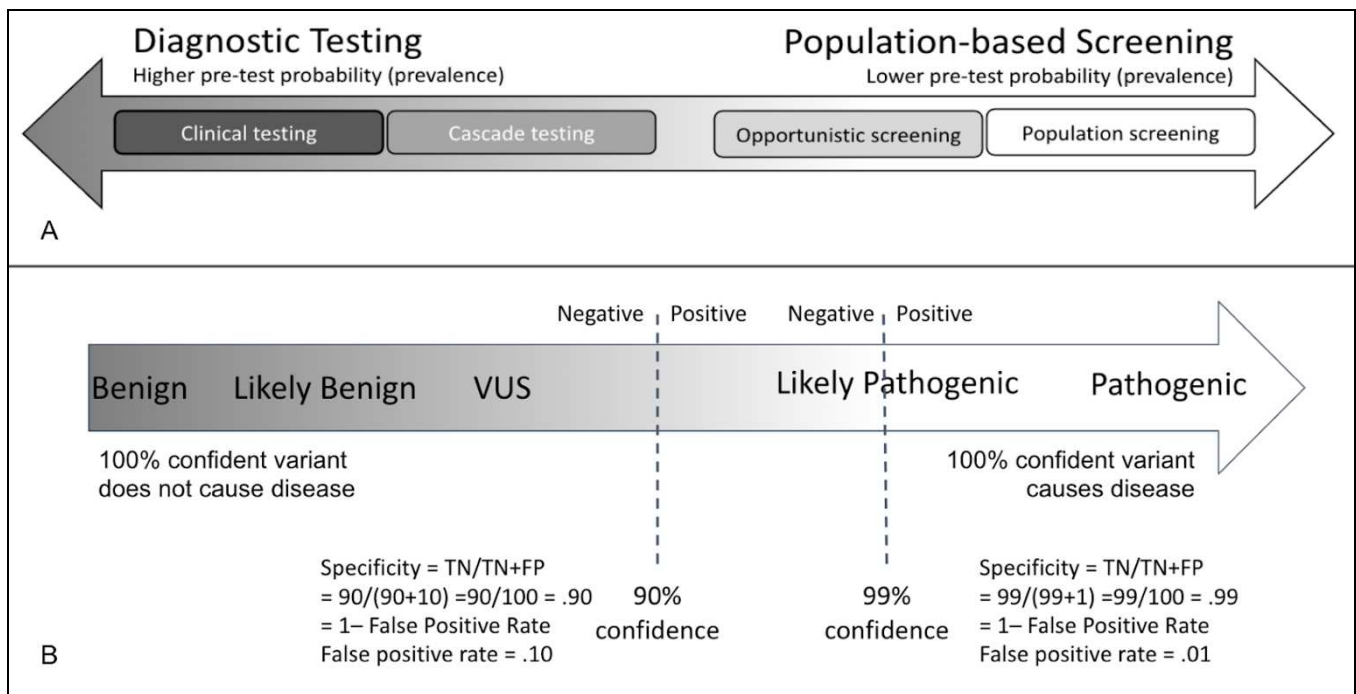 Diagnostic Testing
Higher pre-test probability (prevalence)
Population-based Screening
Lower pre-test probability (prevalence)
Clinical testing
Cascade testing
Opportunistic screening
Population screening
A
Negative
Positive
Negative
Positive
Benign
Likely Benign
VUS
Likely Pathogenic
Pathogenic
100% confident variant
does not cause disease
100% confident variant
causes disease
Specificity = TN/TN+FP
= 90/(90+10) =90/100 = .90
= 1– False Positive Rate
False positive rate = .10
90%
confidence
99%
confidence
Specificity = TN/TN+FP
= 99/(99+1) =99/100 = .99
= 1– False Positive Rate
False positive rate = .01
B